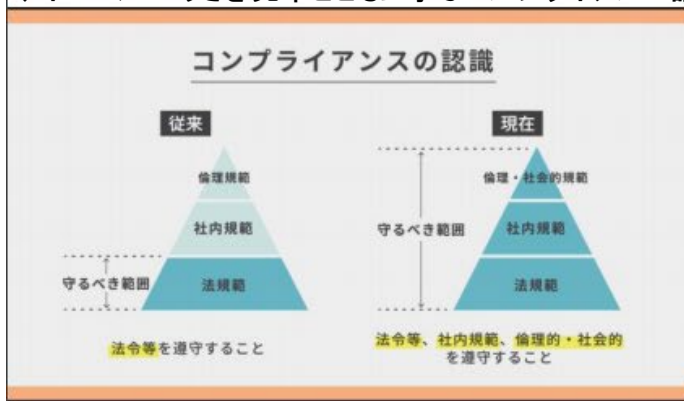 コンプライアンスの認識
従来
倫理規範
社内規範
守るべき範囲
法規範
法令等を遵守すること
現在
倫理・社会的規範
守るべき範囲
社内規範
法規範
法令等、社内規範、倫理的・社会的
を遵守すること